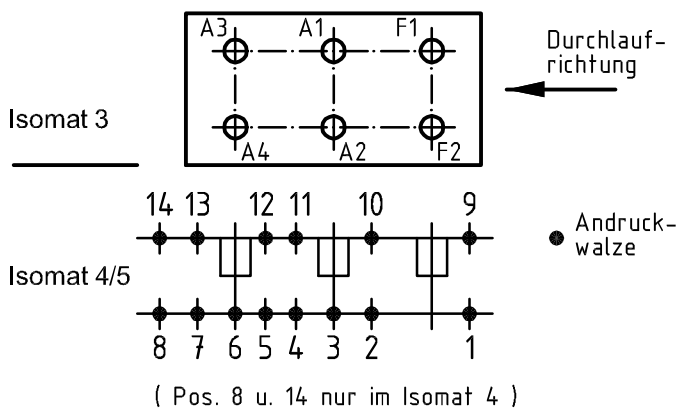 A3 A1 F1
Durchlauf-
richtung
Isomat 3
A4 A2 F2
14 13 12 11 10 9
Andruck-
walze
Isomat 4/5
8 7 6 5 4 3 2 1
( Pos. 8 u. 14 nur im Isomat 4 )